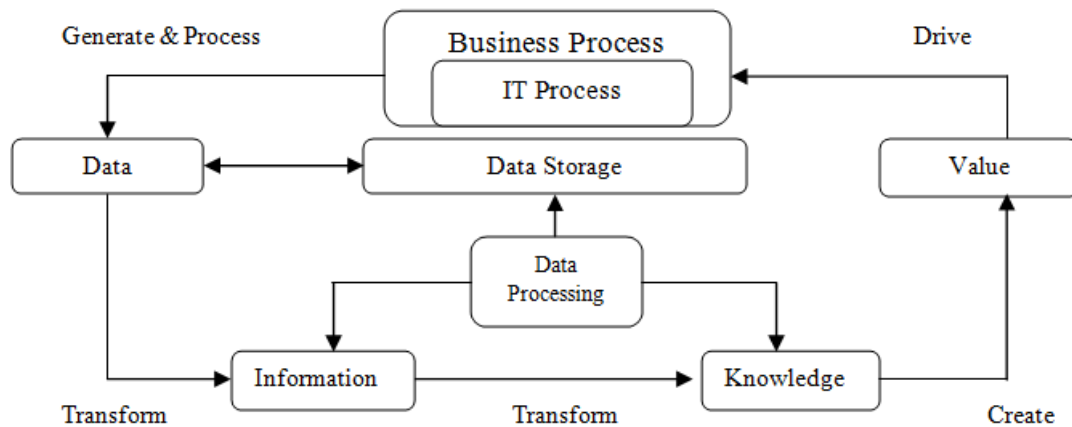 Generate & Process
Business Process
Drive
IT Process
Data
Data Storage
Value
Data
Processing
Information
Knowledge
Transform
Transform
Create